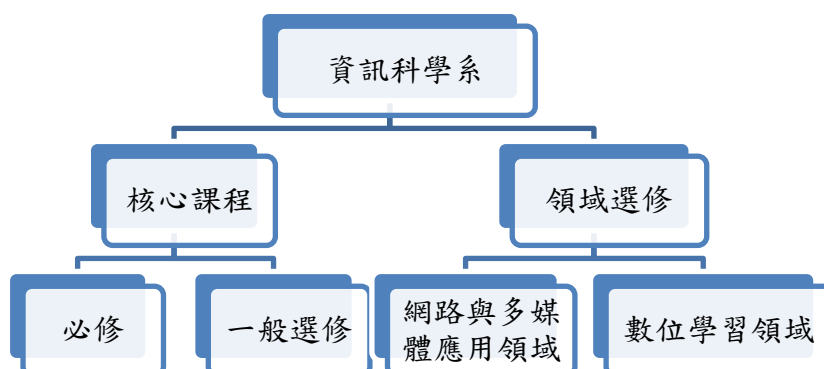 資訊科學系
核心課程
領域選修
必修
一般選修
網路與多媒
體應用領域
數位學習領域